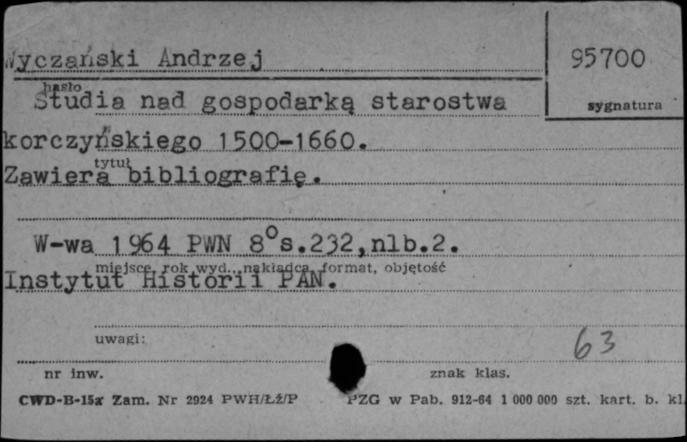 Wyczański Andrzej
95700
hasło
Studia nad gospodarką starostwa
sygnatura
korczyńskiego 1500-1660.
tytuł
Zawiera bibliografię.
W-wa 1964 PWN 8° s.232,nlb.2.
miejsce, rok wyd., nakładca, format, objętość
Instytut Historii PAN.
uwagi:
63
nr inw.
znak klas.
CWD-B-15a Zam. Nr 2924 PWH/ŁŻ/P PZG w Pab. 912-64 1 000 000 szt. kart. b. kl.